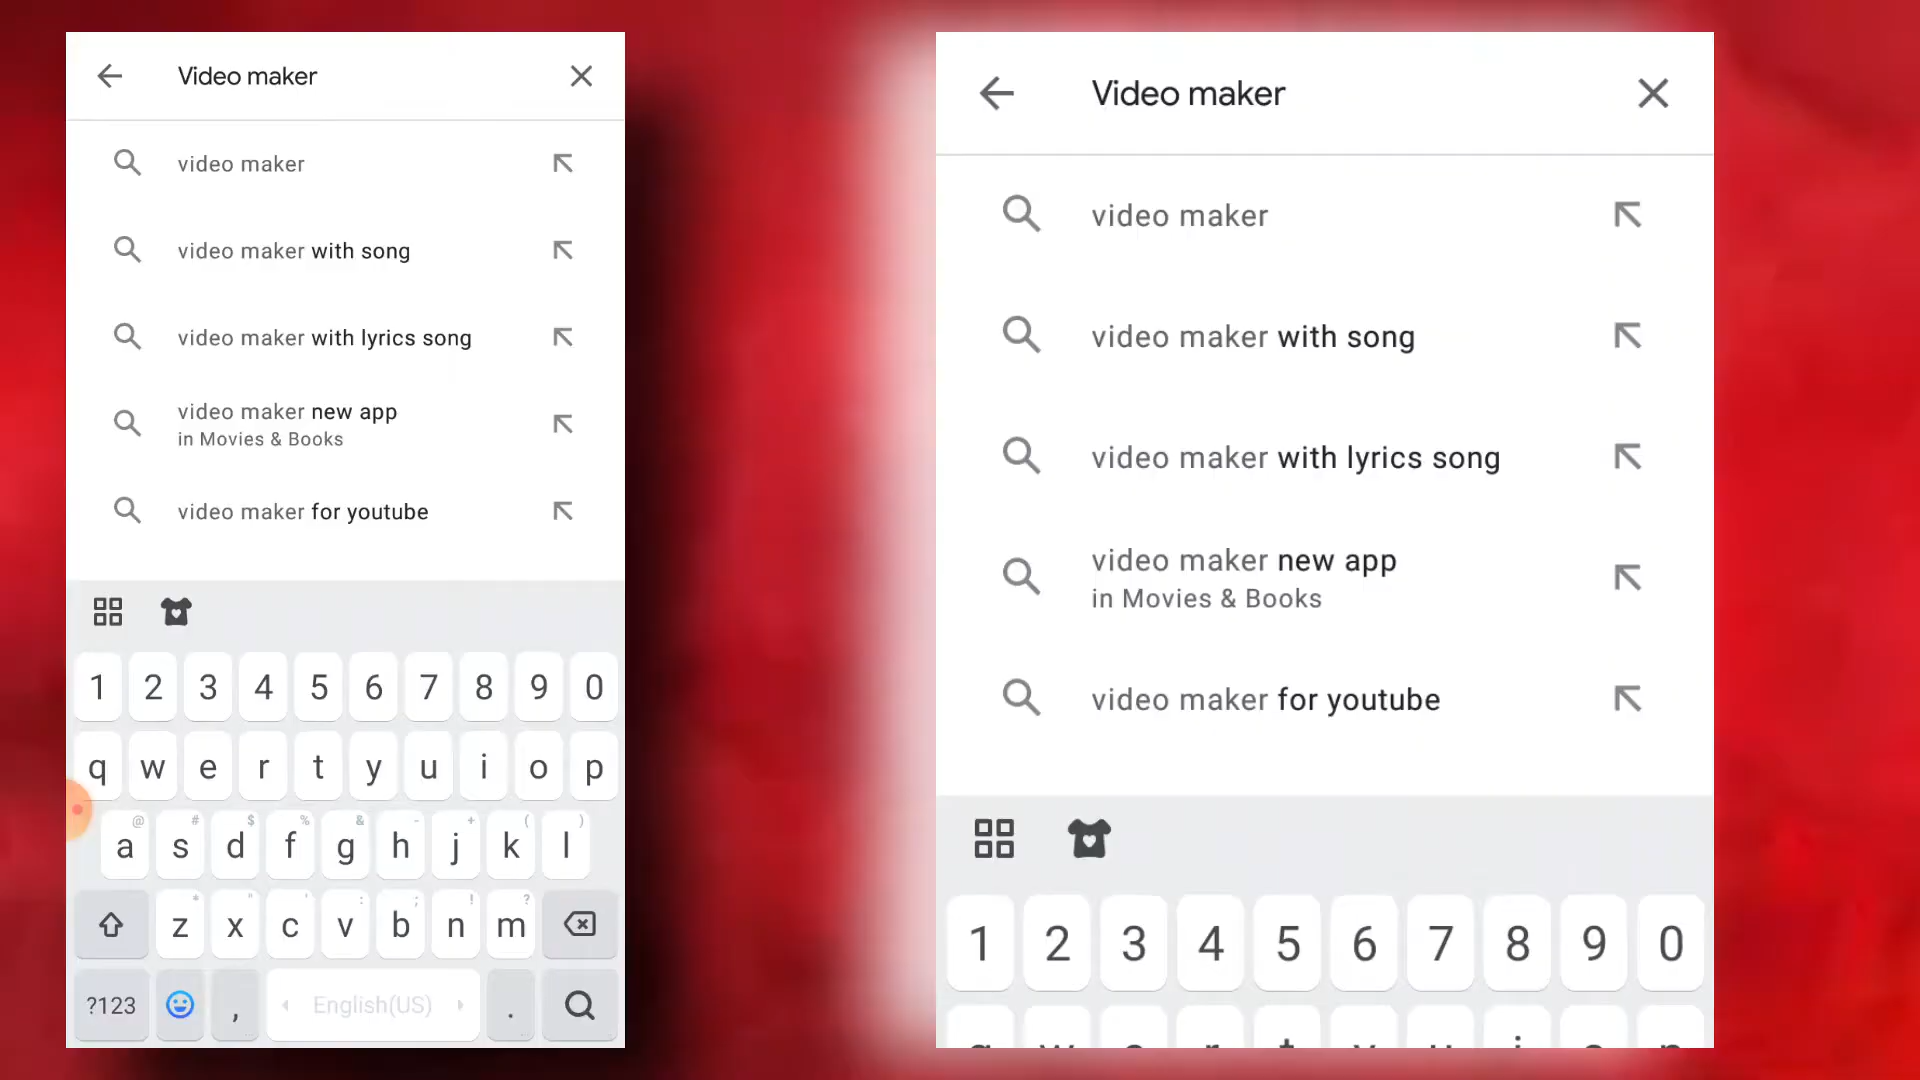 Video maker
video maker
video maker with song
video maker with lyrics song
video maker new app
in Movies & Books
video maker for youtube
1 2 3 4 5 6 7 8 9 0
q w e r t y u i o p
@ # $ % & - + ( )
a s d f g h j k l
* " ' : ; ! ?
z x c v b n m
?123 , English(US) .
Video maker
video maker
video maker with song
video maker with lyrics song
video maker new app
in Movies & Books
video maker for youtube
1 2 3 4 5 6 7 8 9 0